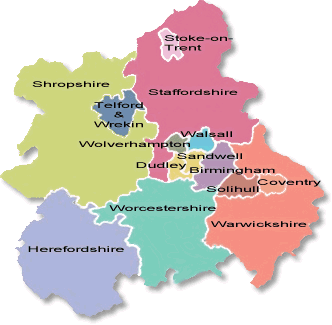 Stoke-on-
Trent
Shropshire
Staffordshire
Telford
&
Wrekin
Walsall
Wolverhampton
Sandwell
Dudley
Birmingham
Coventry
Solihull
Worcestershire
Warwickshire
Herefordshire